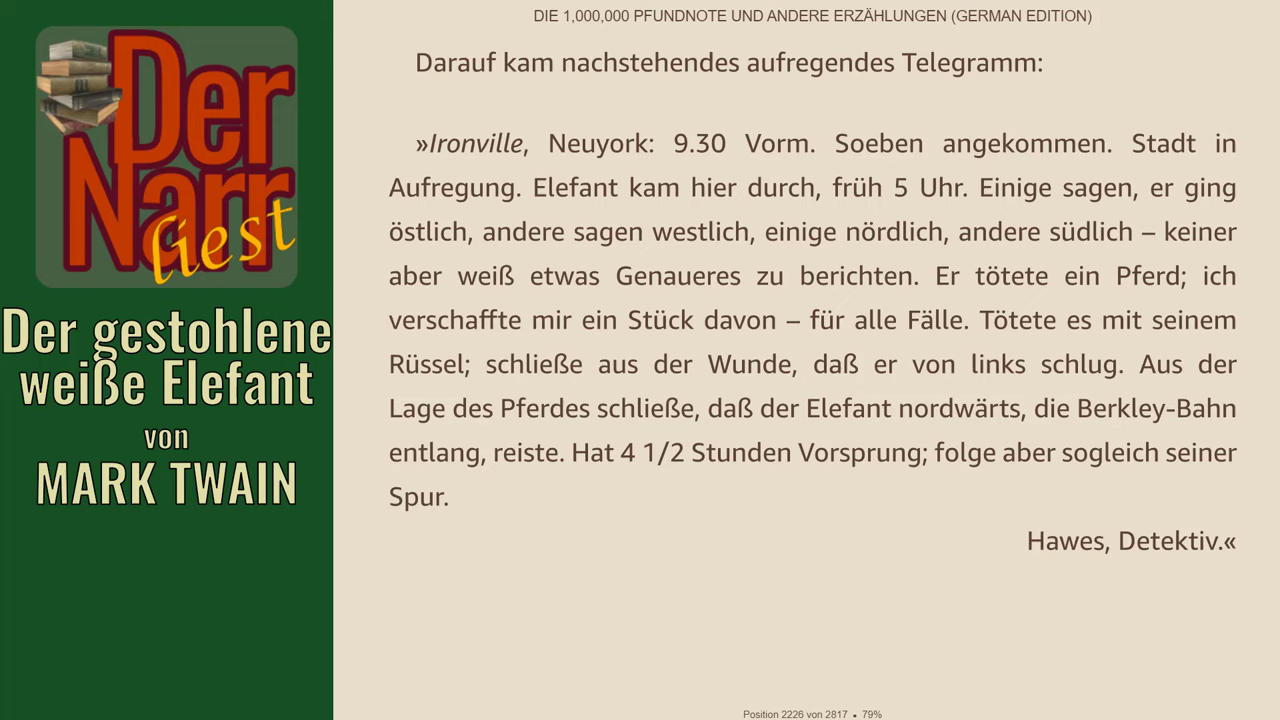 Der
Narr
liest
Der gestohlene
weiße Elefant
von
MARK TWAIN
DIE 1,000,000 PFUNDNOTE UND ANDERE ERZÄHLUNGEN (GERMAN EDITION)
Darauf kam nachstehendes aufregendes Telegramm:
»Ironville, Neuyork: 9.30 Vorm. Soeben angekommen. Stadt in
Aufregung. Elefant kam hier durch, früh 5 Uhr. Einige sagen, er ging
östlich, andere sagen westlich, einige nördlich, andere südlich – keiner
aber weiß etwas Genaueres zu berichten. Er tötete ein Pferd; ich
verschaffte mir ein Stück davon – für alle Fälle. Tötete es mit seinem
Rüssel; schließe aus der Wunde, daß er von links schlug. Aus der
Lage des Pferdes schließe, daß der Elefant nordwärts, die Berkley-Bahn
entlang, reiste. Hat 4 1/2 Stunden Vorsprung; folge aber sogleich seiner
Spur.
Hawes, Detektiv.«
Position 2226 von 2817 • 79%